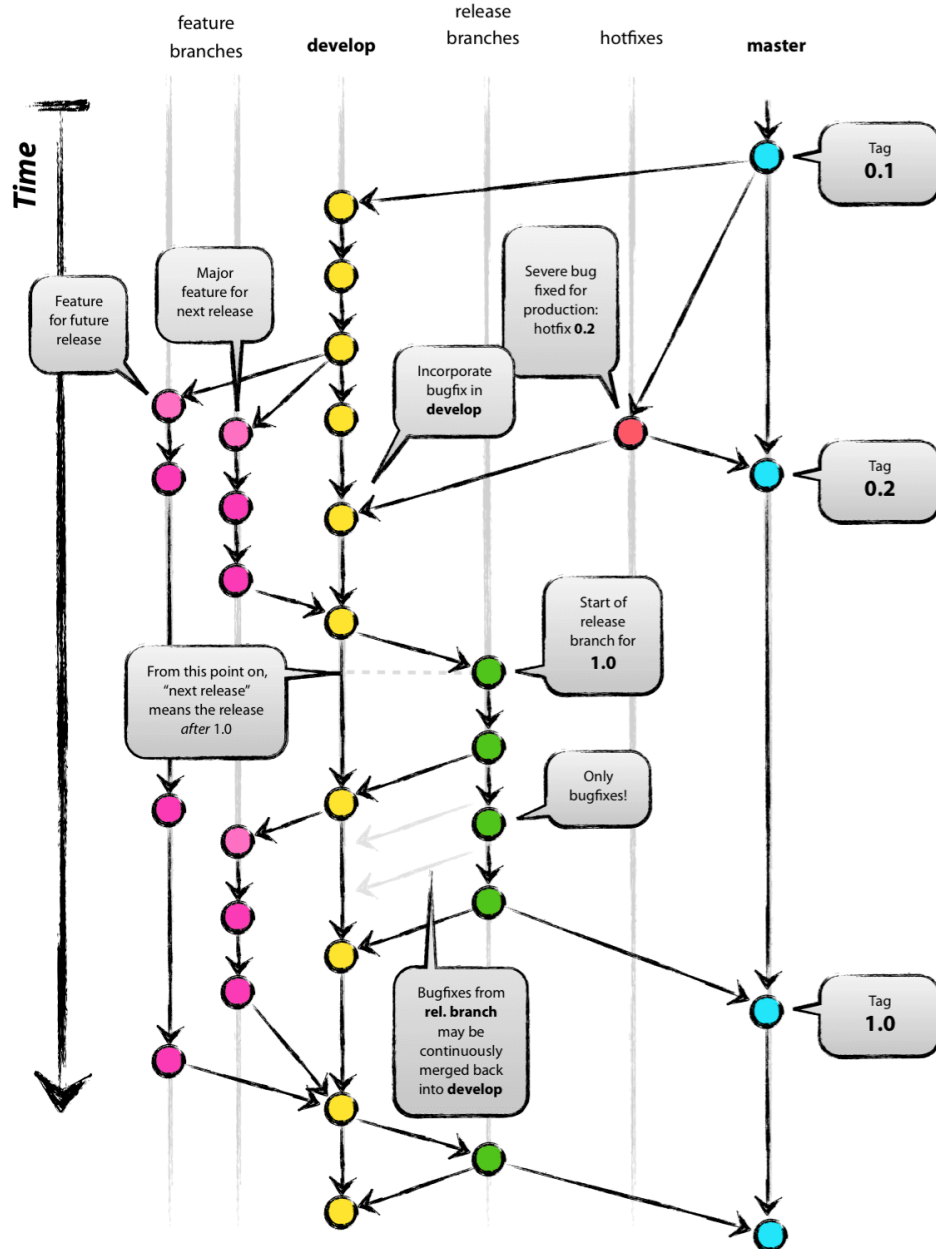 feature
branches
develop
release
branches
hotfixes
master
Time
Tag
0.1
Feature
for future
release
Major
feature for
next release
Severe bug
fixed for
production:
hotfix 0.2
Incorporate
bugfix in
develop
Tag
0.2
Start of
release
branch for
1.0
From this point on,
“next release”
means the release
after 1.0
Only
bugfixes!
Bugfixes from
rel. branch
may be
continuously
merged back
into develop
Tag
1.0